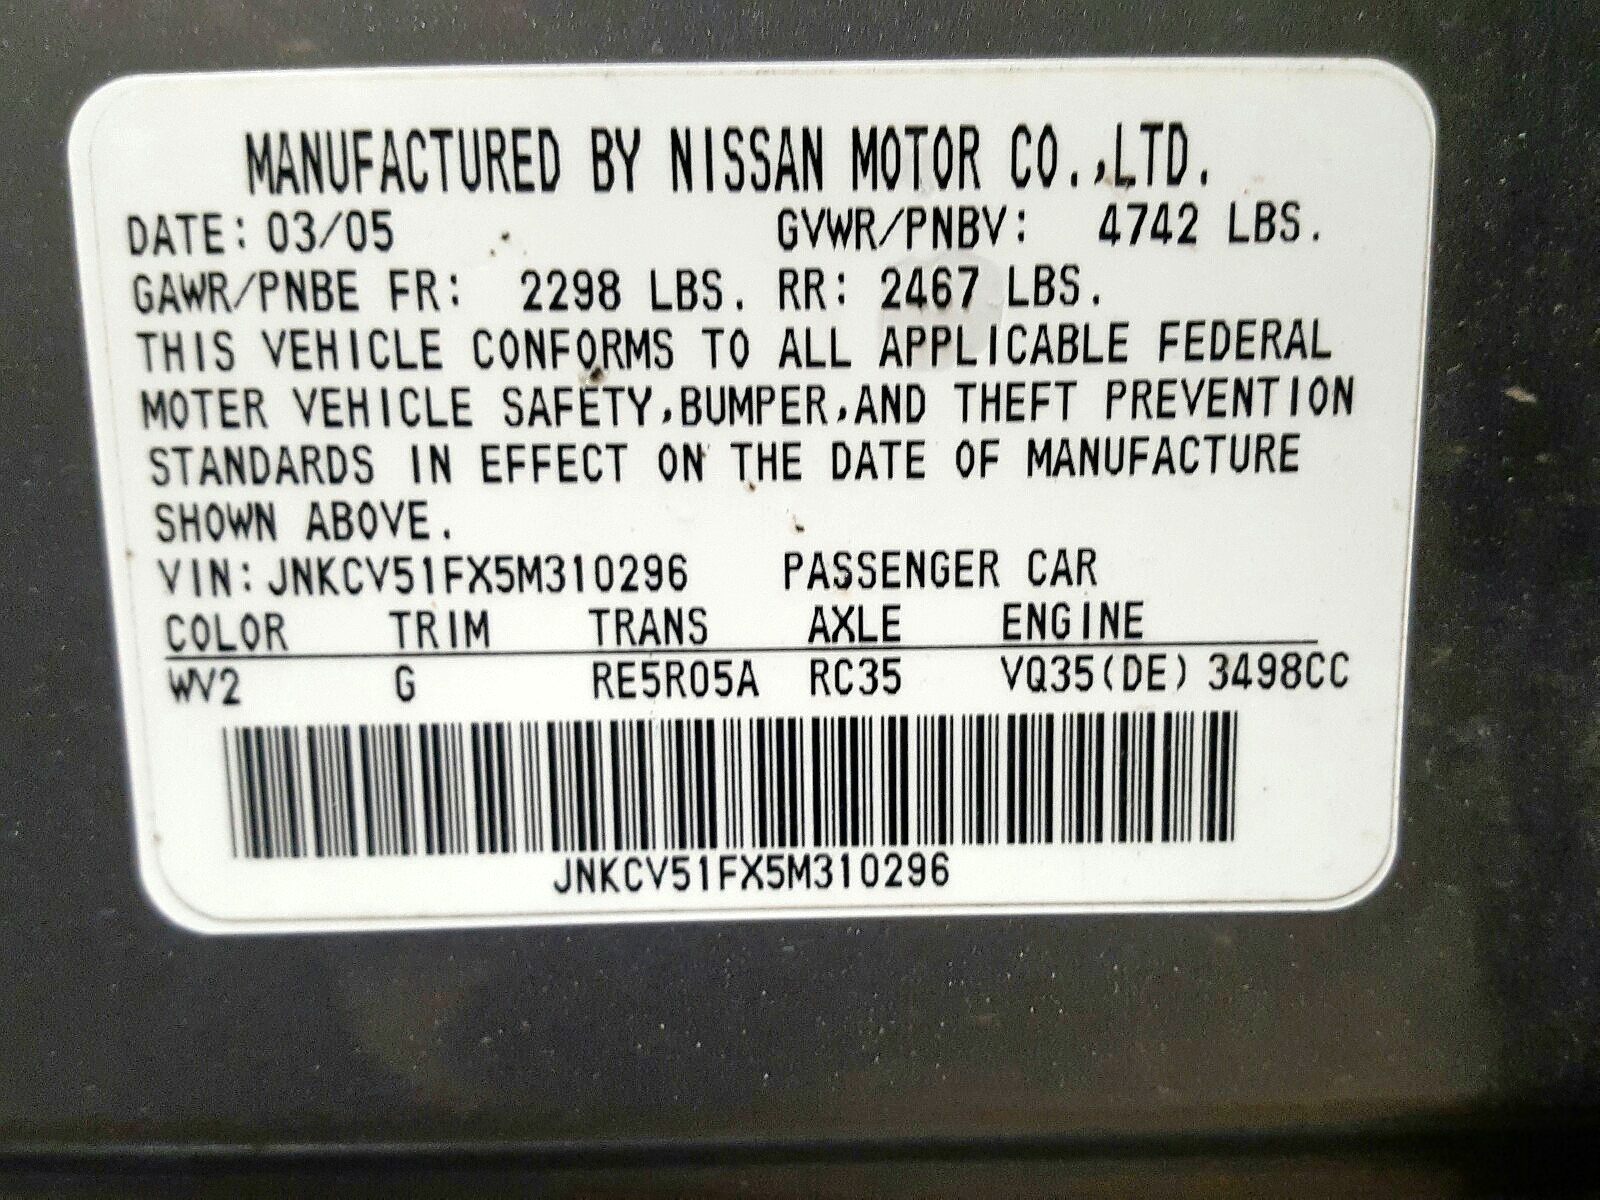 MANUFACTURED BY NISSAN MOTOR CO.,LTD.
DATE: 03/05 GVWR/PNBV: 4742 LBS.
GAWR/PNBE FR: 2298 LBS. RR: 2467 LBS.
THIS VEHICLE CONFORMS TO ALL APPLICABLE FEDERAL
MOTER VEHICLE SAFETY,BUMPER,AND THEFT PREVENTION
STANDARDS IN EFFECT ON THE DATE OF MANUFACTURE
SHOWN ABOVE.
VIN:JNKCV51FX5M310296 PASSENGER CAR
COLOR TRIM TRANS AXLE ENGINE
WV2 G RE5R05A RC35 VQ35(DE) 3498CC
JNKCV51FX5M310296